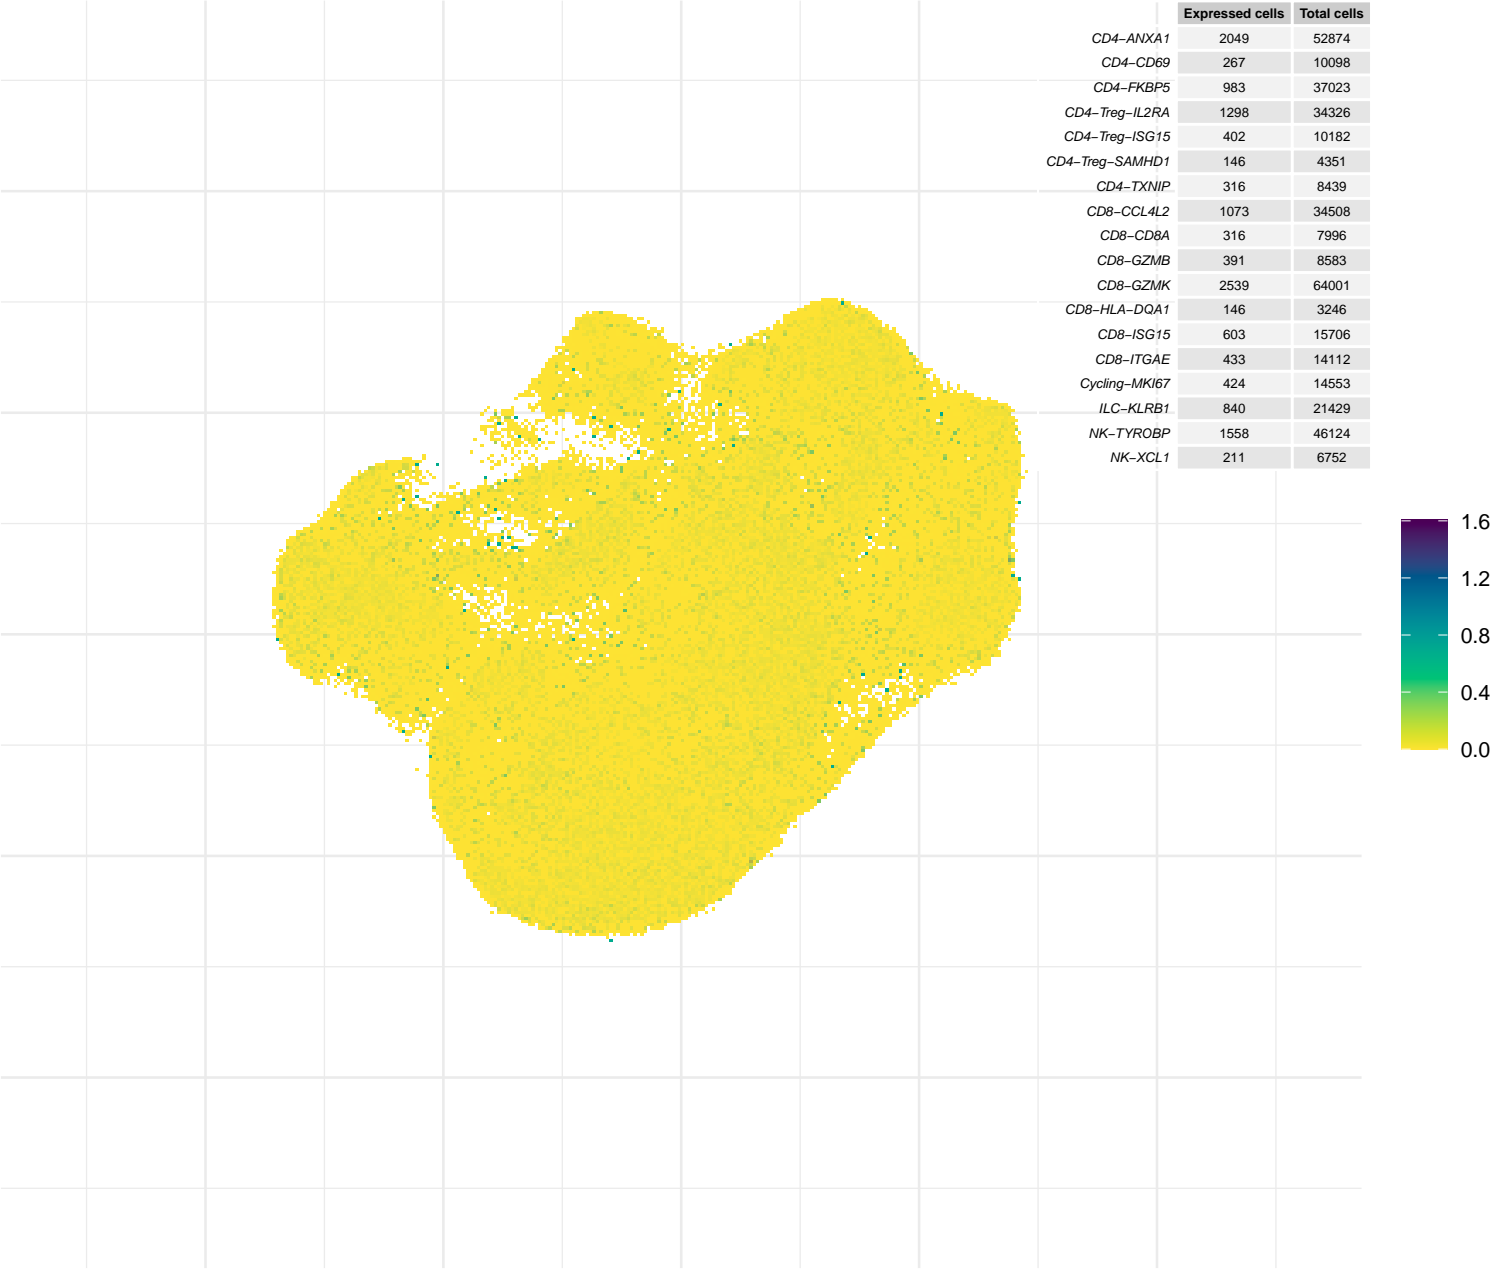 Expressed cells Total cells
CD4−ANXA1 2049 52874
CD4−CD69 267 10098
CD4−FKBP5 983 37023
CD4−Treg−IL2RA 1298 34326
CD4−Treg−ISG15 402 10182
CD4−Treg−SAMHD1 146 4351
CD4−TXNIP 316 8439
CD8−CCL4L2 1073 34508
CD8−CD8A 316 7996
CD8−GZMB 391 8583
CD8−GZMK 2539 64001
CD8−HLA−DQA1 146 3246
CD8−ISG15 603 15706
CD8−ITGAE 433 14112
Cycling−MKI67 424 14553
ILC−KLRB1 840 21429
NK−TYROBP 1558 46124
NK−XCL1 211 6752
1.6
1.2
0.8
0.4
0.0